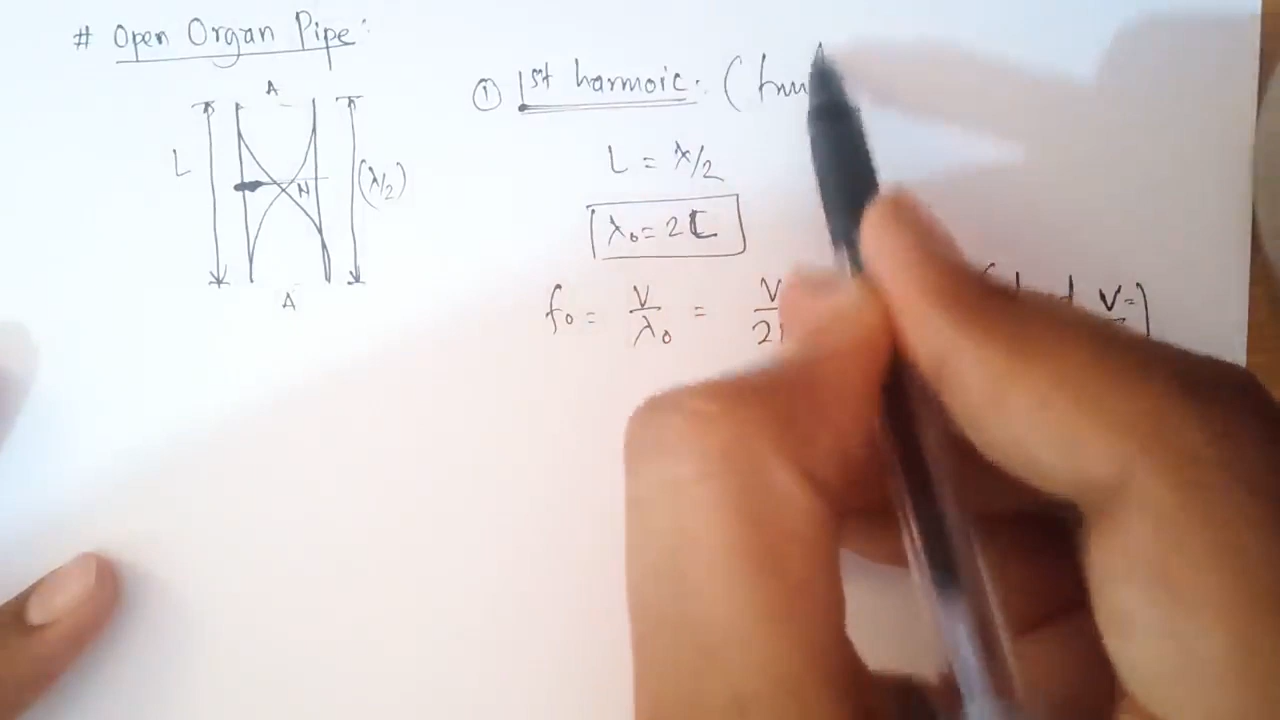 # Open Organ Pipe:
A
① 1st harmoic. (
L
N
(λ/2)
A
L = λ/2
λ₀ = 2L
f₀ = V/λ₀ = V/2
V =